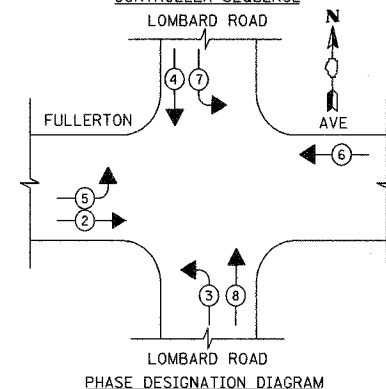 CONTROLLER SEQUENCE
LOMBARD ROAD
N
4 7
FULLERTON AVE
6
5
2
3 8
LOMBARD ROAD
PHASE DESIGNATION DIAGRAM